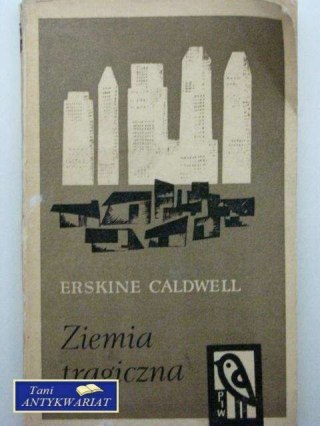 ERSKINE CALDWELL
Ziemia
tragiczna
PIW
Tani
ANTYKWARIAT